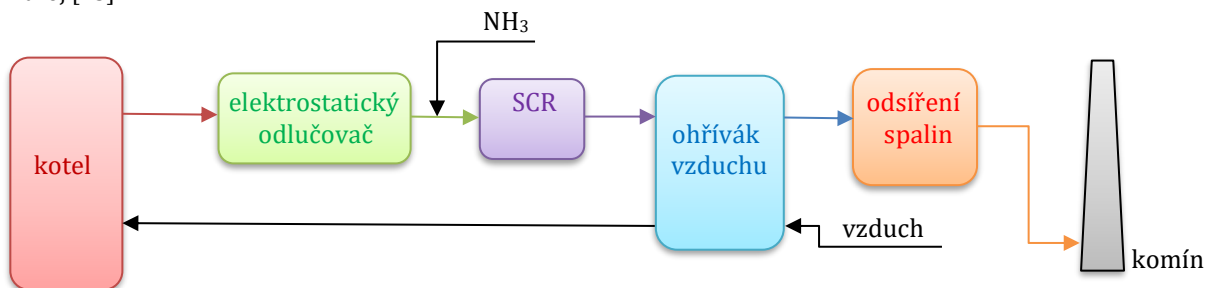 NH₃
elektrostatický
odlučovač
SCR
odsíření
spalin
kotel
ohřívák
vzduchu
vzduch
komín